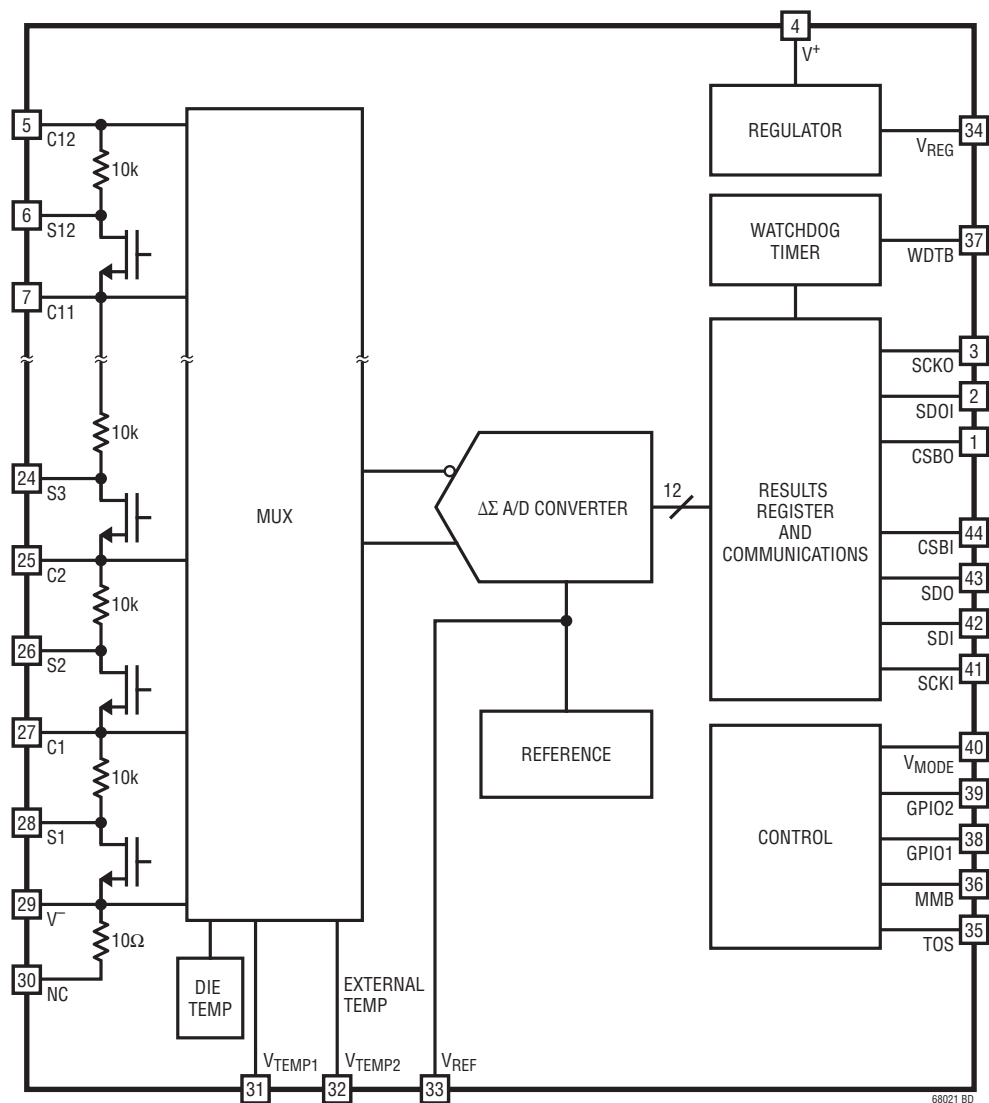 4
V+
5
C12
10k
REGULATOR
34
VREG
6
S12
WATCHDOG
TIMER
37
WDTB
7
C11
3
SCKO
2
SDOI
10k
1
CSBO
24
S3
MUX
ΔΣ A/D CONVERTER
12
RESULTS
REGISTER
AND
COMMUNICATIONS
44
CSBI
25
C2
43
SDO
10k
42
SDI
26
S2
41
SCKI
27
C1
REFERENCE
40
VMODE
10k
39
GPIO2
28
S1
CONTROL
38
GPIO1
36
MMB
29
V−
35
TOS
10Ω
30
NC
DIE
TEMP
EXTERNAL
TEMP
VTEMP1
VTEMP2
VREF
31
32
33
68021 BD